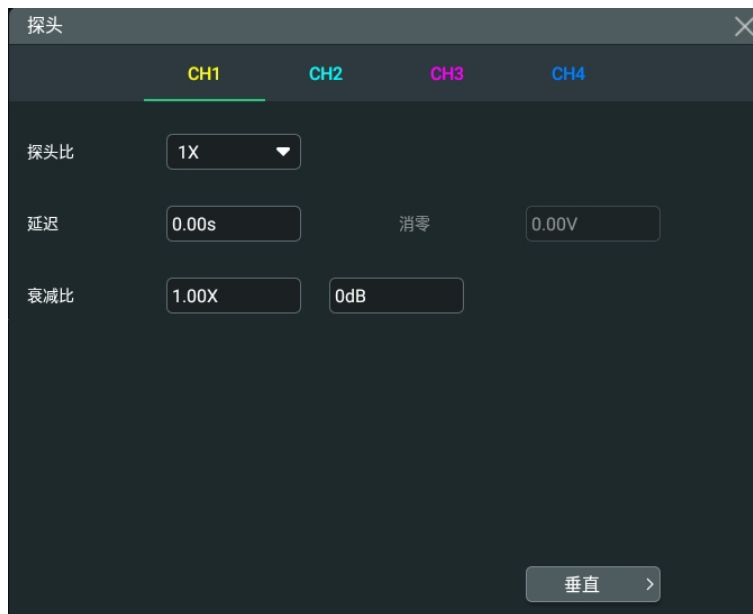 探头
CH1 CH2 CH3 CH4
探头比 1X
延迟 0.00s 消零 0.00V
衰减比 1.00X 0dB
垂直 >